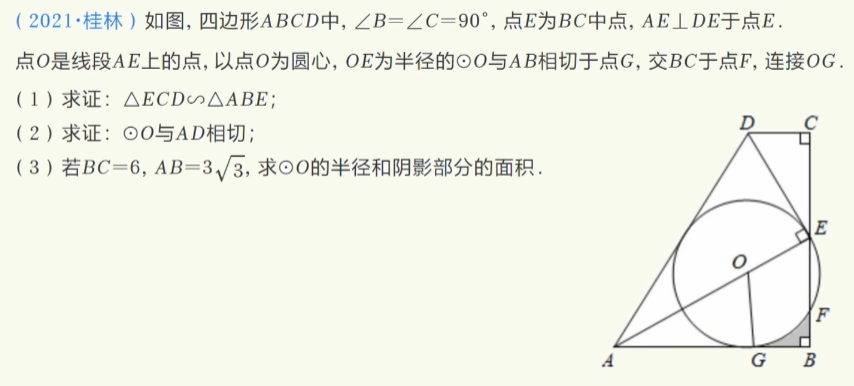 (2021·桂林)如图,四边形ABCD中,∠B=∠C=90°,点E为BC中点,AE⊥DE于点E.
点O是线段AE上的点,以点O为圆心,OE为半径的⊙O与AB相切于点G,交BC于点F,连接OG.
(1)求证:△ECD∽△ABE;
(2)求证:⊙O与AD相切;
(3)若BC=6,AB=3√3,求⊙O的半径和阴影部分的面积.
D C
E
O
F
A G B